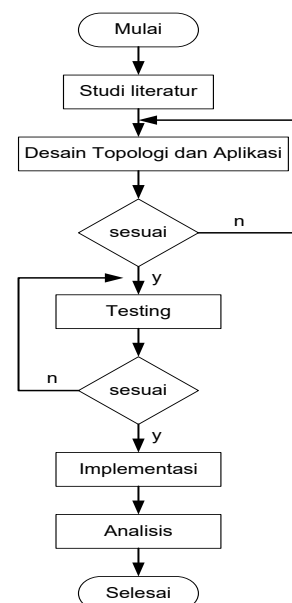 Mulai
Studi literatur
Desain Topologi dan Aplikasi
sesuai
n
y
Testing
n
sesuai
y
Implementasi
Analisis
Selesai